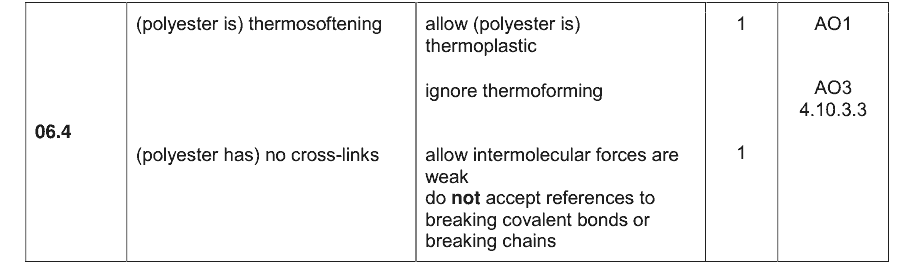 06.4
(polyester is) thermosoftening
allow (polyester is)
thermoplastic
1
AO1
ignore thermoforming
AO3
4.10.3.3
(polyester has) no cross-links
allow intermolecular forces are
weak
do not accept references to
breaking covalent bonds or
breaking chains
1